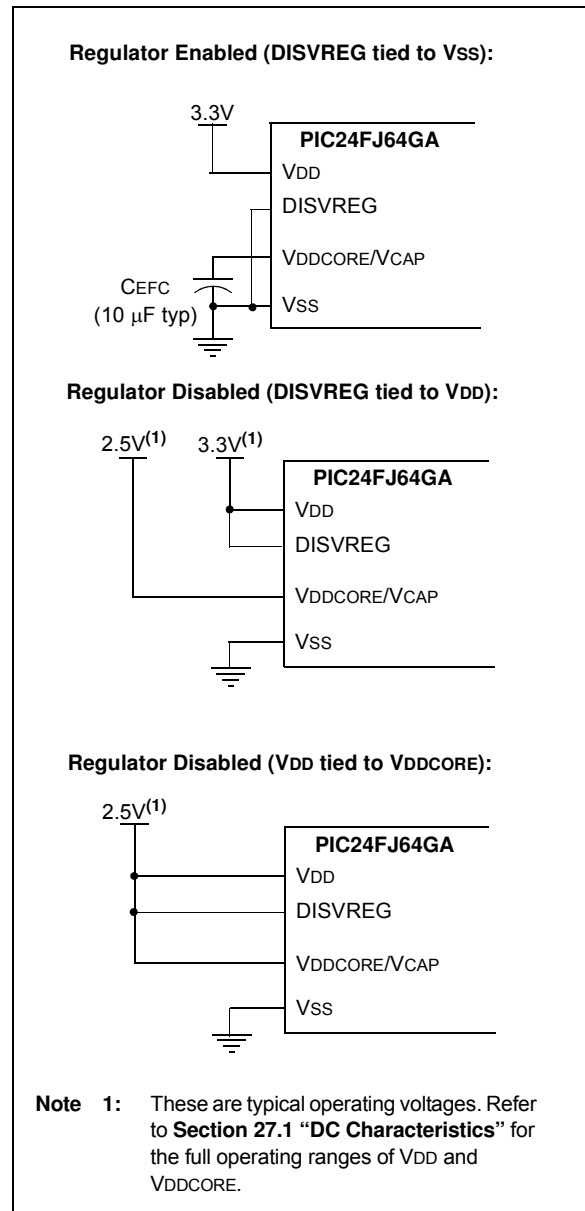 Regulator Enabled (DISVREG tied to VSS):
3.3V
PIC24FJ64GA
VDD
DISVREG
VDDCORE/VCAP
CEFC
(10 μF typ)
VSS
Regulator Disabled (DISVREG tied to VDD):
2.5V(1) 3.3V(1)
PIC24FJ64GA
VDD
DISVREG
VDDCORE/VCAP
VSS
Regulator Disabled (VDD tied to VDDCORE):
2.5V(1)
PIC24FJ64GA
VDD
DISVREG
VDDCORE/VCAP
VSS
Note 1: These are typical operating voltages. Refer
to Section 27.1 “DC Characteristics” for
the full operating ranges of VDD and
VDDCORE.